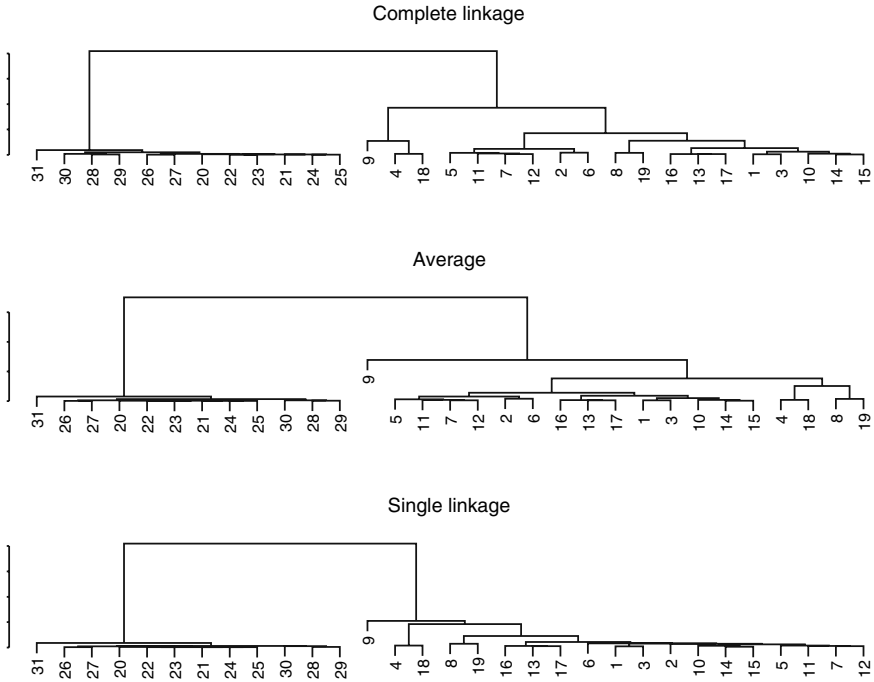 Complete linkage
31 30 28 29 26 27 20 22 23 21 24 25 9 4 18 5 11 7 12 2 6 8 19 16 13 17 1 3 10 14 15
Average
31 26 27 20 22 23 21 24 25 30 28 29 9 5 11 7 12 2 6 16 13 17 1 3 10 14 15 4 18 8 19
Single linkage
31 26 27 20 22 23 21 24 25 30 28 29 9 4 18 8 19 16 13 17 6 1 3 2 10 14 15 5 11 7 12